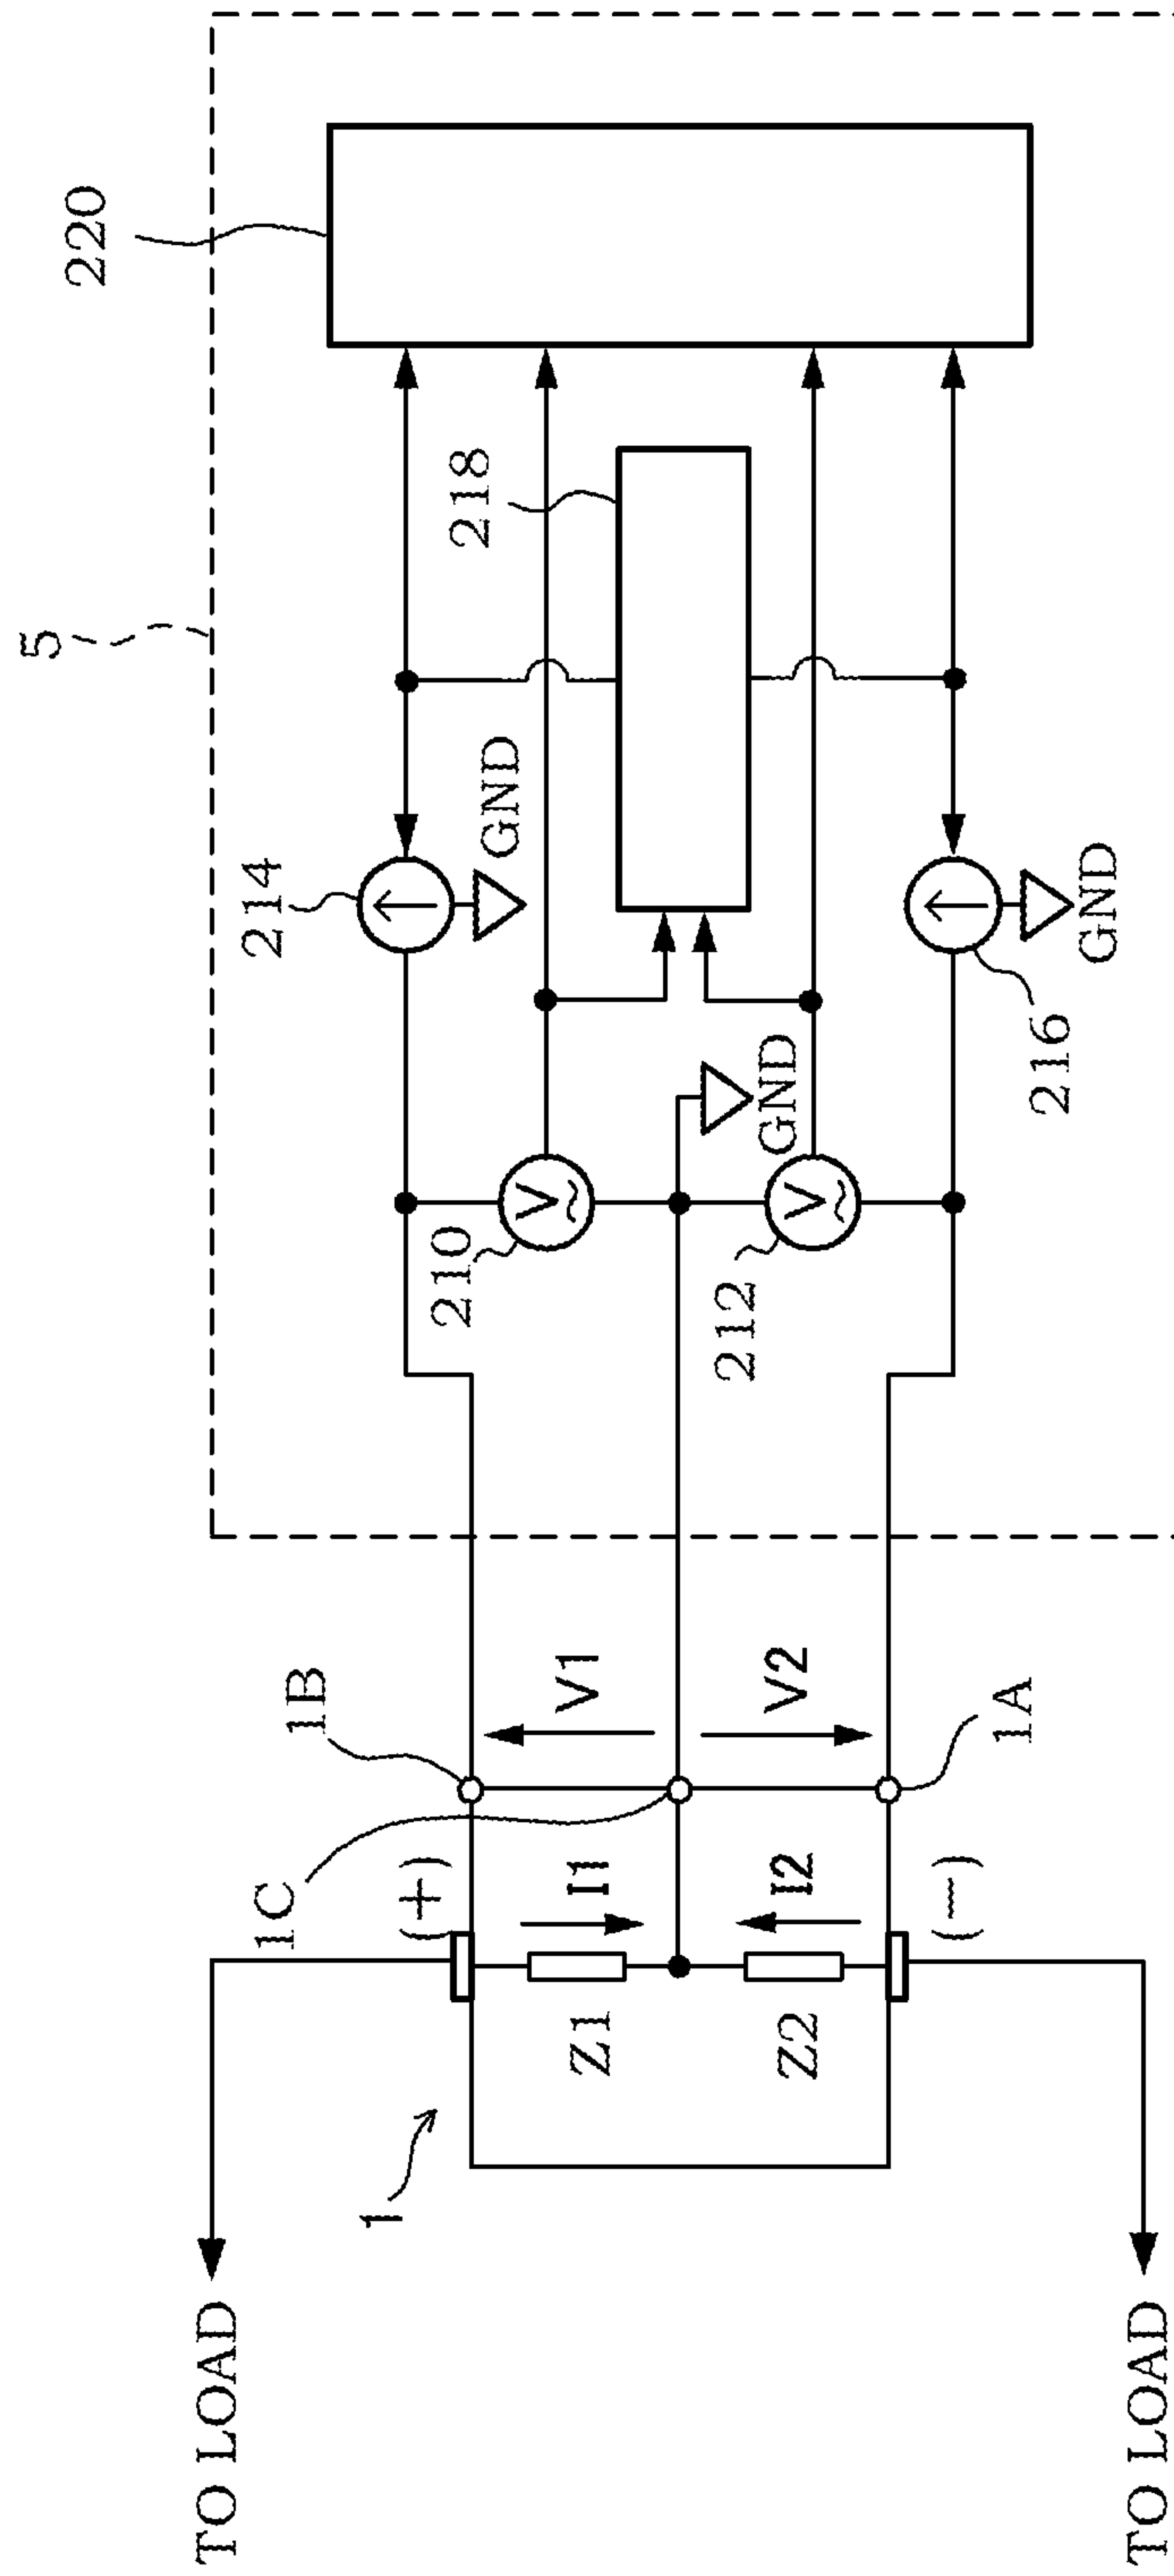 5
220
218
214
GND
210
GND
212
216
GND
1B
1C
V1
V2
1A
(+)
(−)
I1
I2
Z1
Z2
1
TO LOAD
TO LOAD